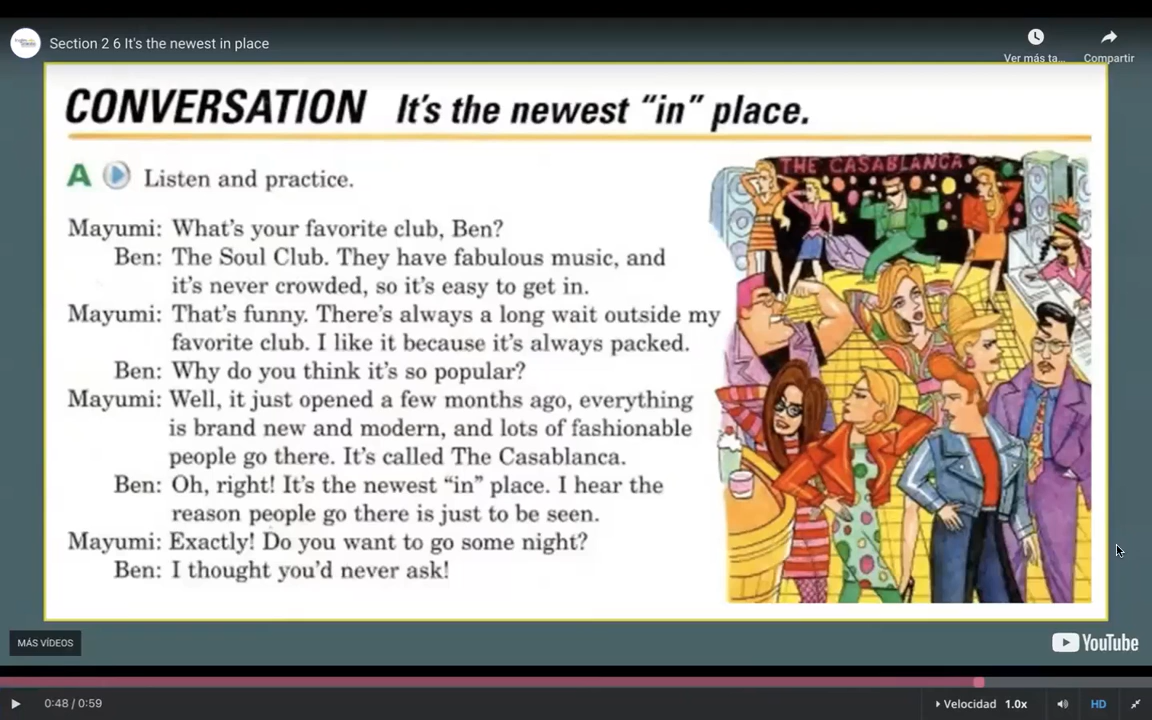 Section 2 6 It's the newest in place
Ver más ta...
Compartir
CONVERSATION It's the newest "in" place.
A Listen and practice.
THE CASABLANCA
Mayumi: What's your favorite club, Ben?
Ben: The Soul Club. They have fabulous music, and
it's never crowded, so it's easy to get in.
Mayumi: That's funny. There's always a long wait outside my
favorite club. I like it because it's always packed.
Ben: Why do you think it's so popular?
Mayumi: Well, it just opened a few months ago, everything
is brand new and modern, and lots of fashionable
people go there. It's called The Casablanca.
Ben: Oh, right! It's the newest "in" place. I hear the
reason people go there is just to be seen.
Mayumi: Exactly! Do you want to go some night?
Ben: I thought you'd never ask!
MÁS VÍDEOS
YouTube
0:48 / 0:59
Velocidad 1.0x
HD